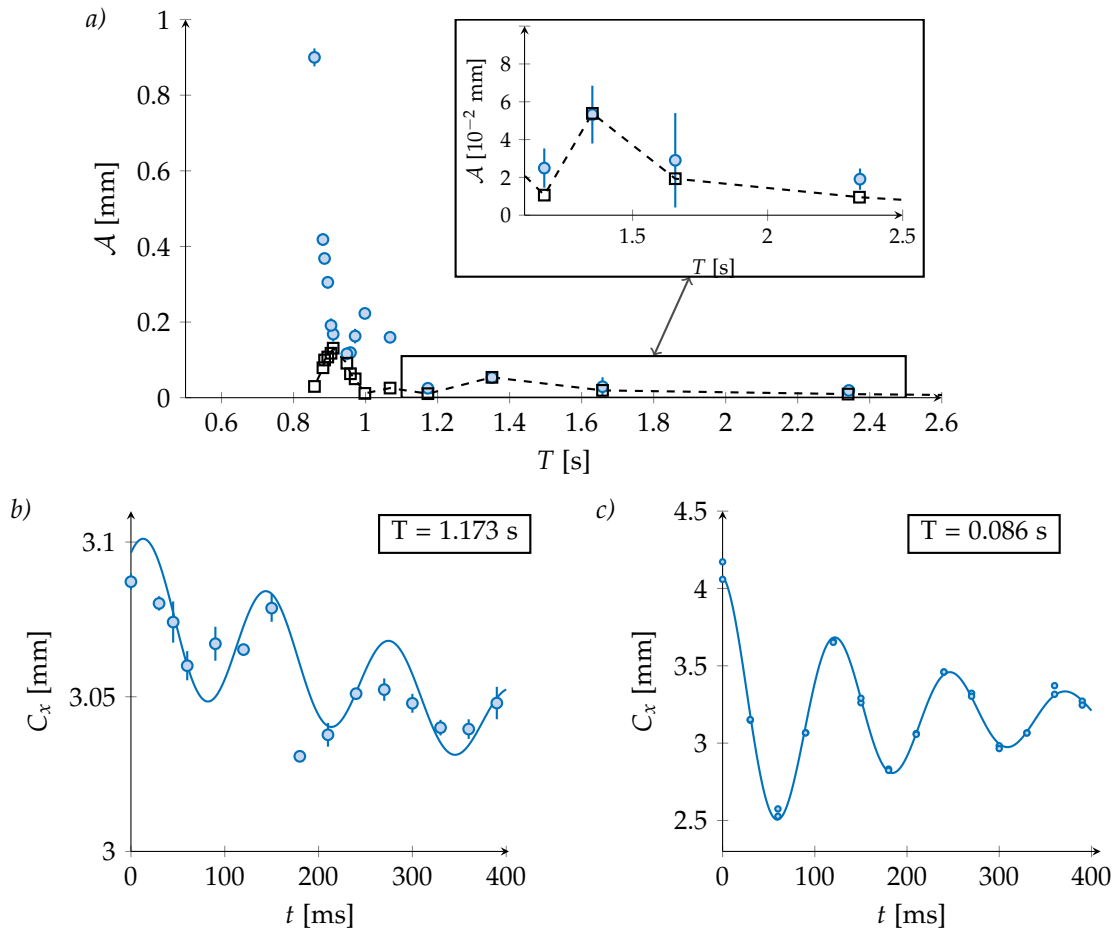 a)
1
0.8
0.6
0.4
0.2
0
𝒜 [mm]
0.6 0.8 1 1.2 1.4 1.6 1.8 2 2.2 2.4 2.6
T [s]
8
6
4
2
0
𝒜 [10⁻² mm]
1.5 2 2.5
T [s]
b)
T = 1.173 s
3.1
3.05
3
Cₓ [mm]
0 100 200 300 400
t [ms]
c)
T = 0.086 s
4.5
4
3.5
3
2.5
Cₓ [mm]
0 100 200 300 400
t [ms]